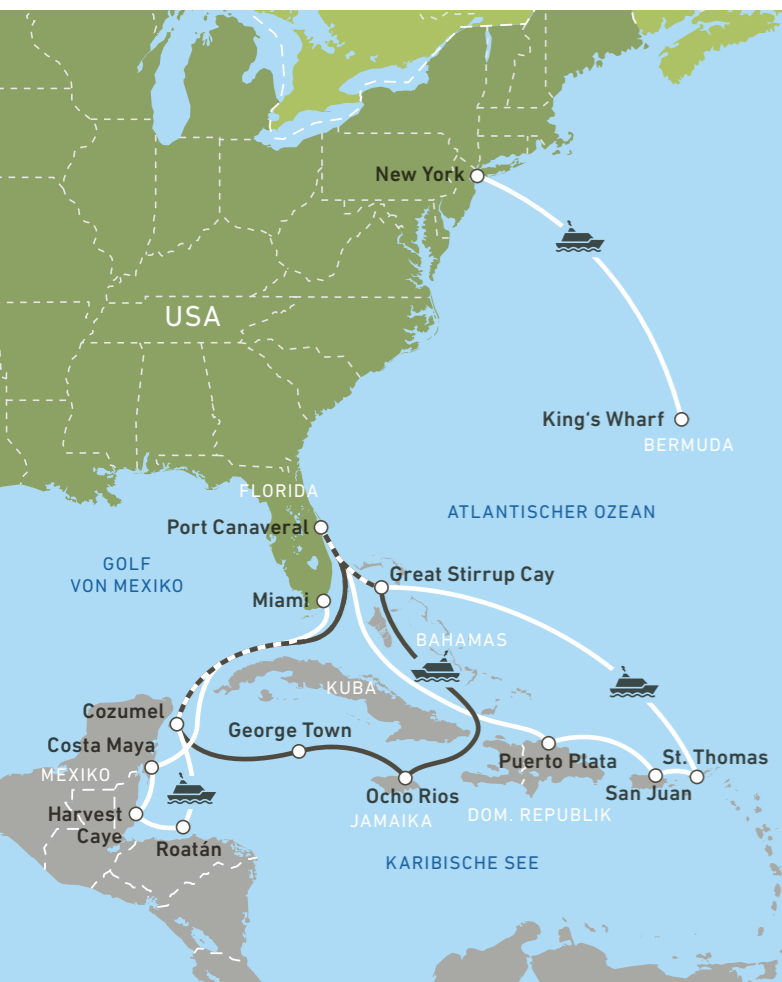 New York
USA
King‘s Wharf
BERMUDA
FLORIDA
ATLANTISCHER OZEAN
Port Canaveral
GOLF
VON MEXIKO
Great Stirrup Cay
Miami
BAHAMAS
KUBA
Cozumel
George Town
Costa Maya
Puerto Plata
St. Thomas
MEXIKO
Ocho Rios
San Juan
Harvest
Caye
JAMAIKA
DOM. REPUBLIK
Roatán
KARIBISCHE SEE